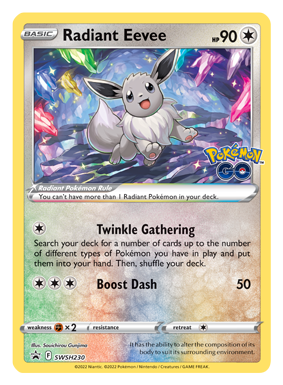 BASIC Radiant Eevee HP 90
Pokémon
GO
Radiant Pokémon Rule
You can't have more than 1 Radiant Pokémon in your deck.
Twinkle Gathering
Search your deck for a number of cards up to the number
of different types of Pokémon you have in play and put
them into your hand. Then, shuffle your deck.
Boost Dash 50
weakness ×2 resistance retreat
Illus. Souichirou Gunjima
It has the ability to alter the composition of
its body to suit its surrounding environment.
F SWSH230
©2022 Niantic. ©2022 Pokémon / Nintendo / Creatures / GAME FREAK.